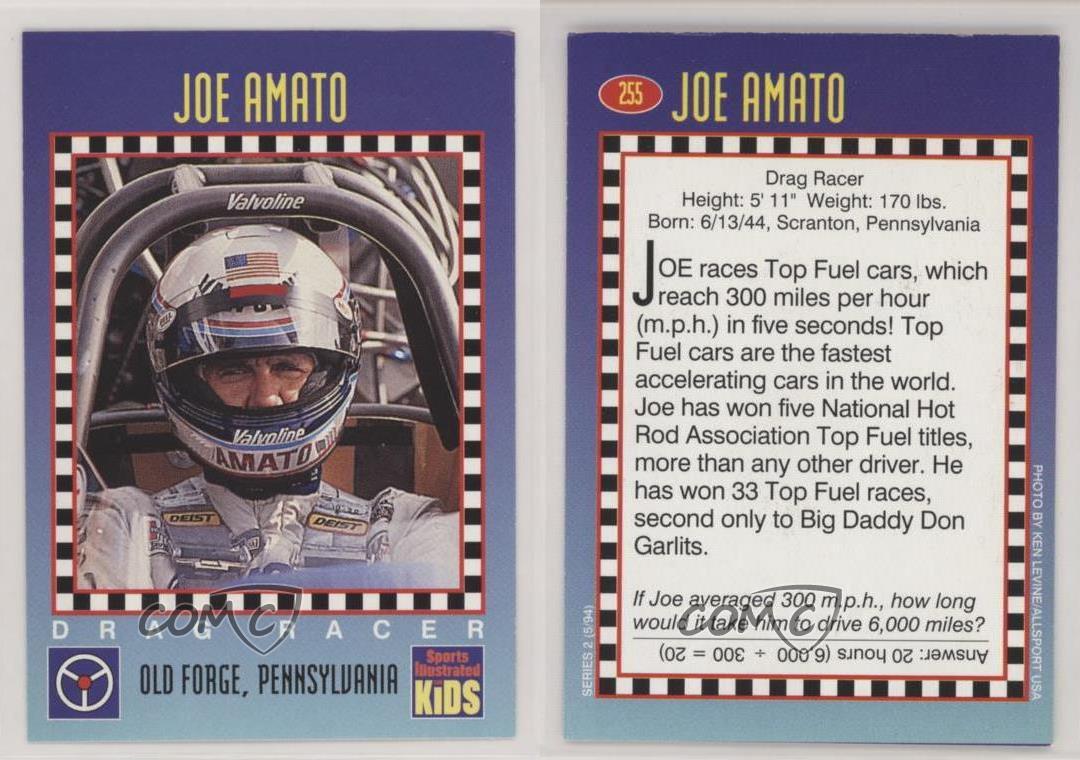 JOE AMATO
Valvoline
Valvoline
AMATO
DEIST
DEIST
DRAG RACER
OLD FORGE, PENNSYLVANIA
Sports
Illustrated
FOR
KIDS
COMC
255
JOE AMATO
Drag Racer
Height: 5' 11" Weight: 170 lbs.
Born: 6/13/44, Scranton, Pennsylvania
JOE races Top Fuel cars, which
reach 300 miles per hour
(m.p.h.) in five seconds! Top
Fuel cars are the fastest
accelerating cars in the world.
Joe has won five National Hot
Rod Association Top Fuel titles,
more than any other driver. He
has won 33 Top Fuel races,
second only to Big Daddy Don
Garlits.
If Joe averaged 300 m.p.h., how long
would it take him to drive 6,000 miles?
Answer: 20 hours (6,000 ÷ 300 = 20)
SERIES 2 (5/94)
PHOTO BY KEN LEVINE/ALLSPORT USA
COMC